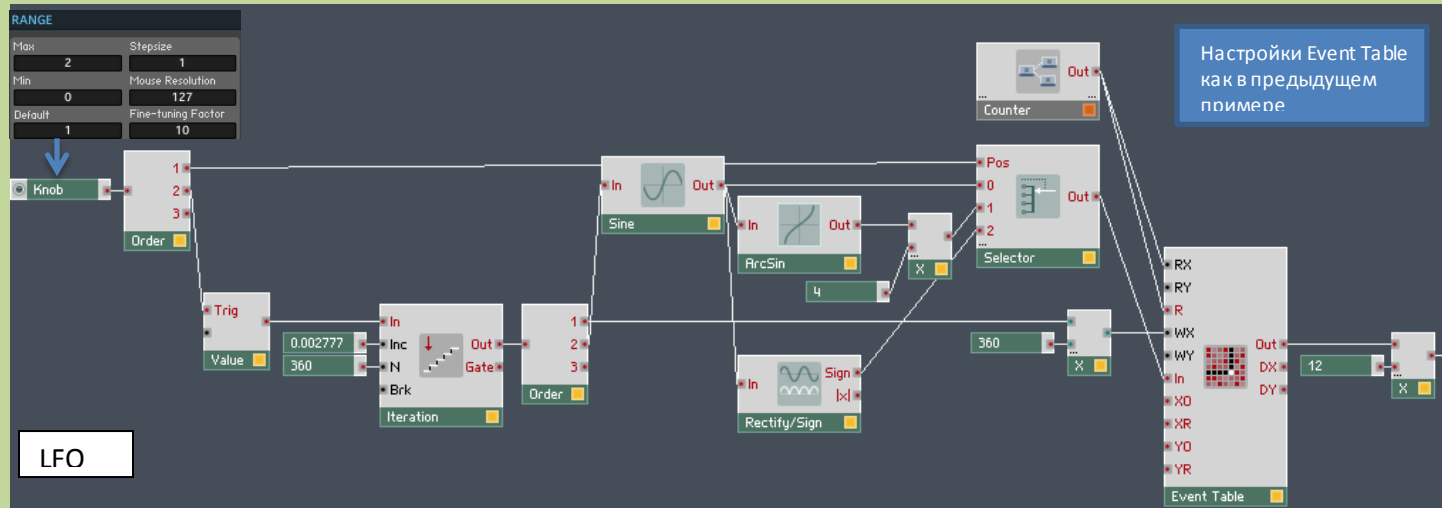 RANGE
Max Stepsize
2 1
Min Mouse Resolution
0 127
Default Fine-tuning Factor
1 10
Настройки Event Table
как в предыдущем
примере
Out
...
...
Counter
Knob
1
2
3
Order
In Out
Sine
Pos
0
1
2
...
Out
Selector
In Out
ArcSin
...
X
4
Trig
Value
0.002777
360
In
Inc
N
Brk
Out
Gate
Iteration
1
2
3
Order
In
Sign
|x|
Rectify/Sign
360
...
X
RX
RY
R
WX
WY
In
XO
XR
YO
YR
Out
DX
DY
Event Table
12
...
X
LFO